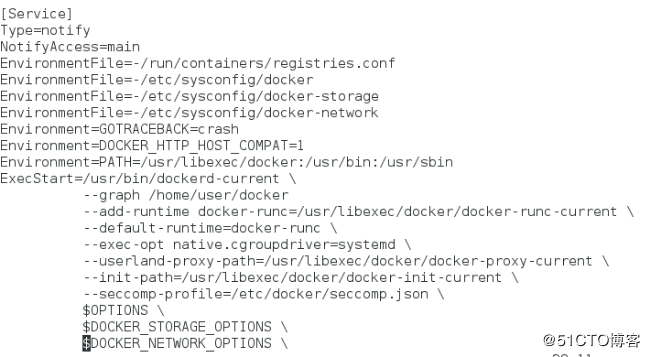 [Service]
Type=notify
NotifyAccess=main
EnvironmentFile=-/run/containers/registries.conf
EnvironmentFile=-/etc/sysconfig/docker
EnvironmentFile=-/etc/sysconfig/docker-storage
EnvironmentFile=-/etc/sysconfig/docker-network
Environment=GOTRACEBACK=crash
Environment=DOCKER_HTTP_HOST_COMPAT=1
Environment=PATH=/usr/libexec/docker:/usr/bin:/usr/sbin
ExecStart=/usr/bin/dockerd-current \
--graph /home/user/docker
--add-runtime docker-runc=/usr/libexec/docker/docker-runc-current \
--default-runtime=docker-runc \
--exec-opt native.cgroupdriver=systemd \
--userland-proxy-path=/usr/libexec/docker/docker-proxy-current \
--init-path=/usr/libexec/docker/docker-init-current \
--seccomp-profile=/etc/docker/seccomp.json \
$OPTIONS \
$DOCKER_STORAGE_OPTIONS \
$DOCKER_NETWORK_OPTIONS \
@51CTO博客